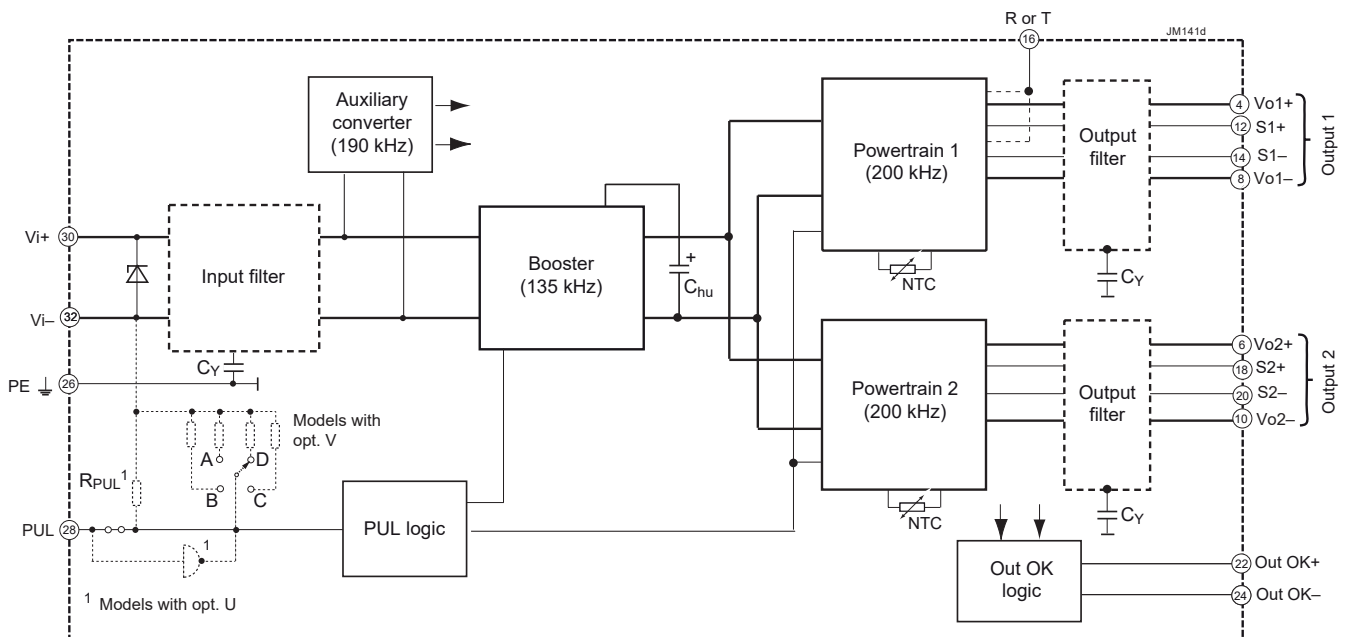 R or T
16
JM141d
Auxiliary
converter
(190 kHz)
Powertrain 1
(200 kHz)
NTC
Output
filter
CY
4 Vo1+
12 S1+
14 S1–
8 Vo1–
Output 1
Vi+ 30
Vi– 32
Input filter
CY
PE 26
Booster
(135 kHz)
+
Chu
Powertrain 2
(200 kHz)
NTC
Output
filter
CY
6 Vo2+
18 S2+
20 S2–
10 Vo2–
Output 2
Models with
opt. V
A D
B C
RPUL1
PUL 28
1
PUL logic
Out OK
logic
22 Out OK+
24 Out OK–
1 Models with opt. U